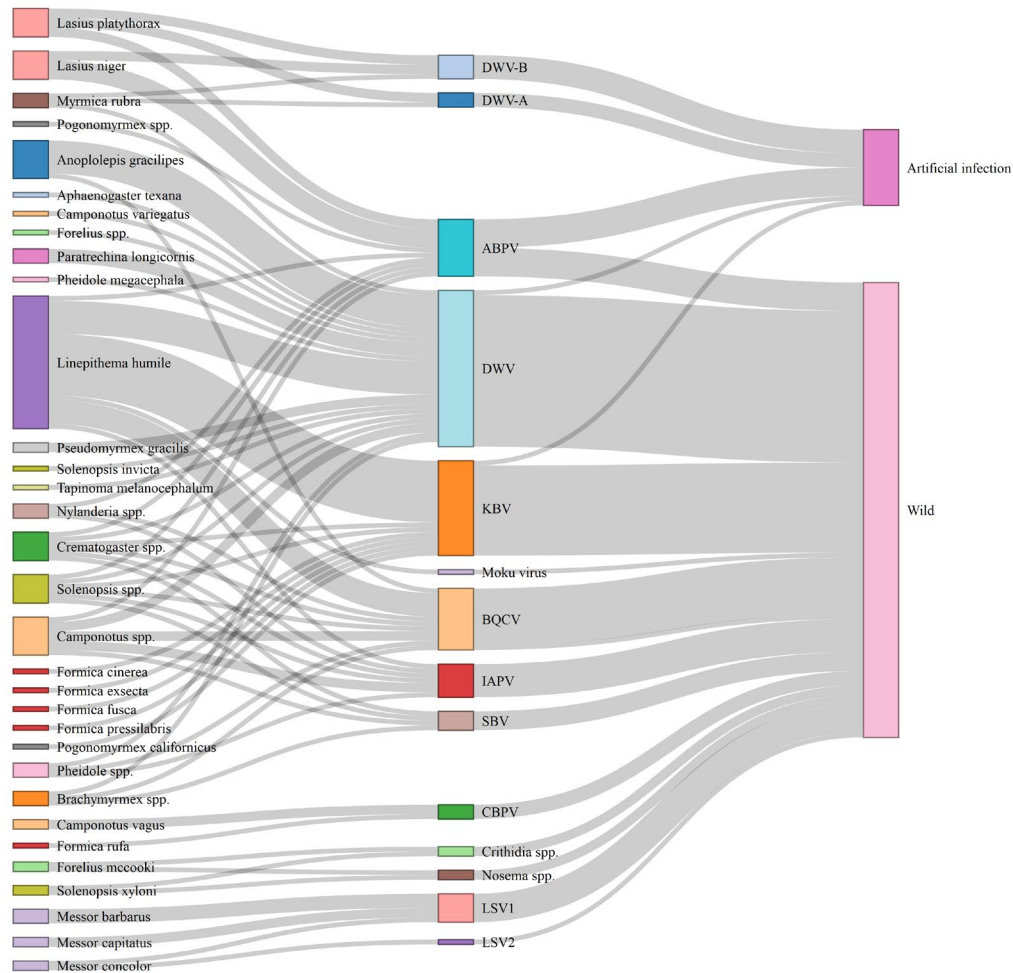 Lasius platythorax
Lasius niger
Myrmica rubra
Pogonomyrmex spp.
Anoplolepis gracilipes
Aphaenogaster texana
Camponotus variegatus
Forelius spp.
Paratrechina longicornis
Pheidole megacephala
Linepithema humile
Pseudomyrmex gracilis
Solenopsis invicta
Tapinoma melanocephalum
Nylanderia spp.
Crematogaster spp.
Solenopsis spp.
Camponotus spp.
Formica cinerea
Formica exsecta
Formica fusca
Formica pressilabris
Pogonomyrmex californicus
Pheidole spp.
Brachymyrmex spp.
Camponotus vagus
Formica rufa
Forelius mccooki
Solenopsis xyloni
Messor barbarus
Messor capitatus
Messor concolor
DWV-B
DWV-A
ABPV
DWV
KBV
Moku virus
BQCV
IAPV
SBV
CBPV
Crithidia spp.
Nosema spp.
LSV1
LSV2
Artificial infection
Wild